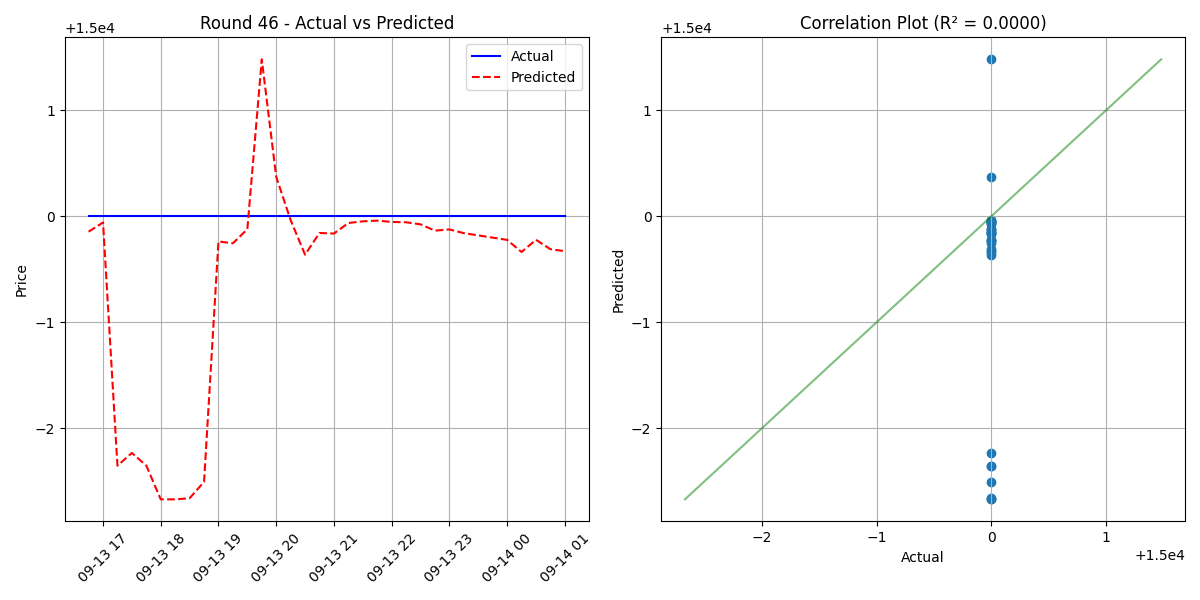 Round 46 - Actual vs Predicted
+1.5e4
Actual
Predicted
1
0
−1
−2
Price
09-13 17
09-13 18
09-13 19
09-13 20
09-13 21
09-13 22
09-13 23
09-14 00
09-14 01
Correlation Plot (R² = 0.0000)
+1.5e4
1
0
−1
−2
Predicted
−2
−1
0
1
Actual
+1.5e4